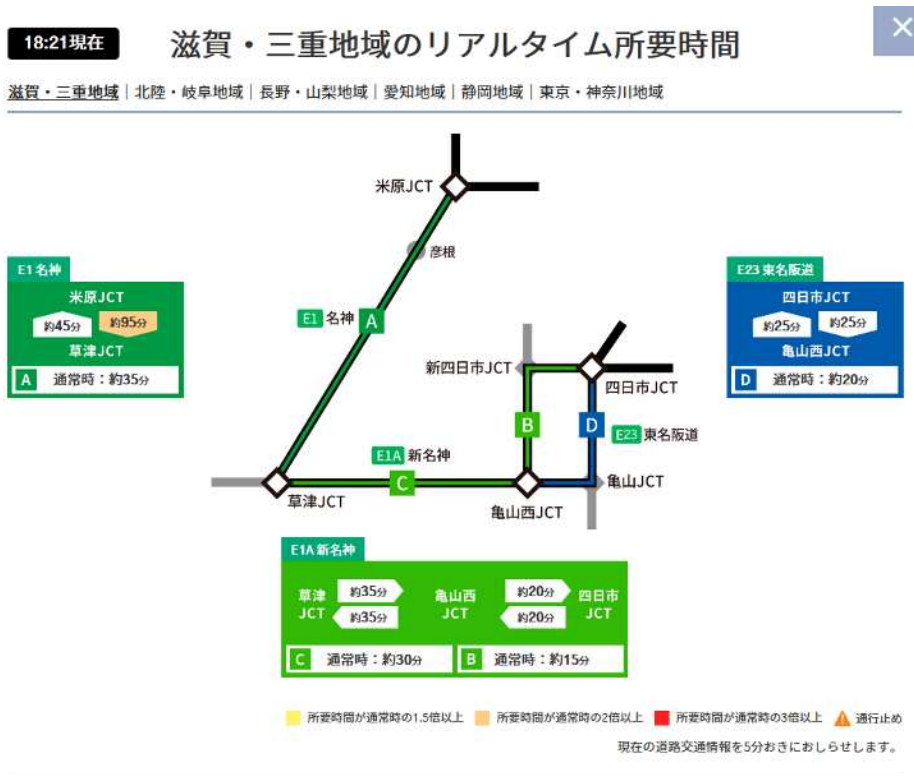 18:21現在
滋賀・三重地域のリアルタイム所要時間
滋賀・三重地域｜北陸・岐阜地域｜長野・山梨地域｜愛知地域｜静岡地域｜東京・神奈川地域
米原JCT
彦根
E1 名神
A
E1 名神
米原JCT
約45分 約95分
草津JCT
A 通常時：約35分
E23 東名阪道
四日市JCT
約25分 約25分
亀山西JCT
D 通常時：約20分
新四日市JCT
四日市JCT
B
D
E23 東名阪道
E1A 新名神
C
亀山JCT
草津JCT
亀山西JCT
E1A 新名神
草津JCT
約35分
約35分
亀山西JCT
約20分
約20分
四日市JCT
C 通常時：約30分
B 通常時：約15分
所要時間が通常時の1.5倍以上 所要時間が通常時の2倍以上 所要時間が通常時の3倍以上 通行止め
現在の道路交通情報を5分おきにおしらせします。